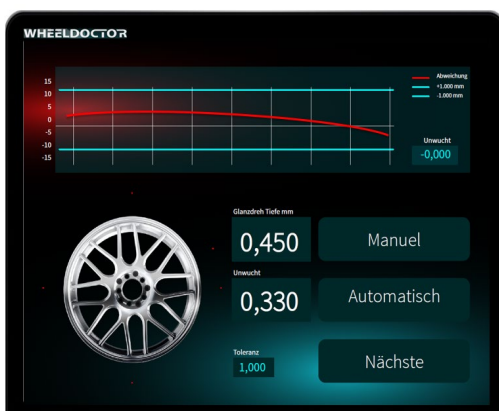 WHEELDOCTOR
15
10
5
0
-5
-10
-15
Abweichung
+1.000 mm
-1.000 mm
Unwucht
-0,000
Glanzdreh Tiefe mm
0,450
Manuel
Unwucht
0,330
Automatisch
Toleranz
1,000
Nächste